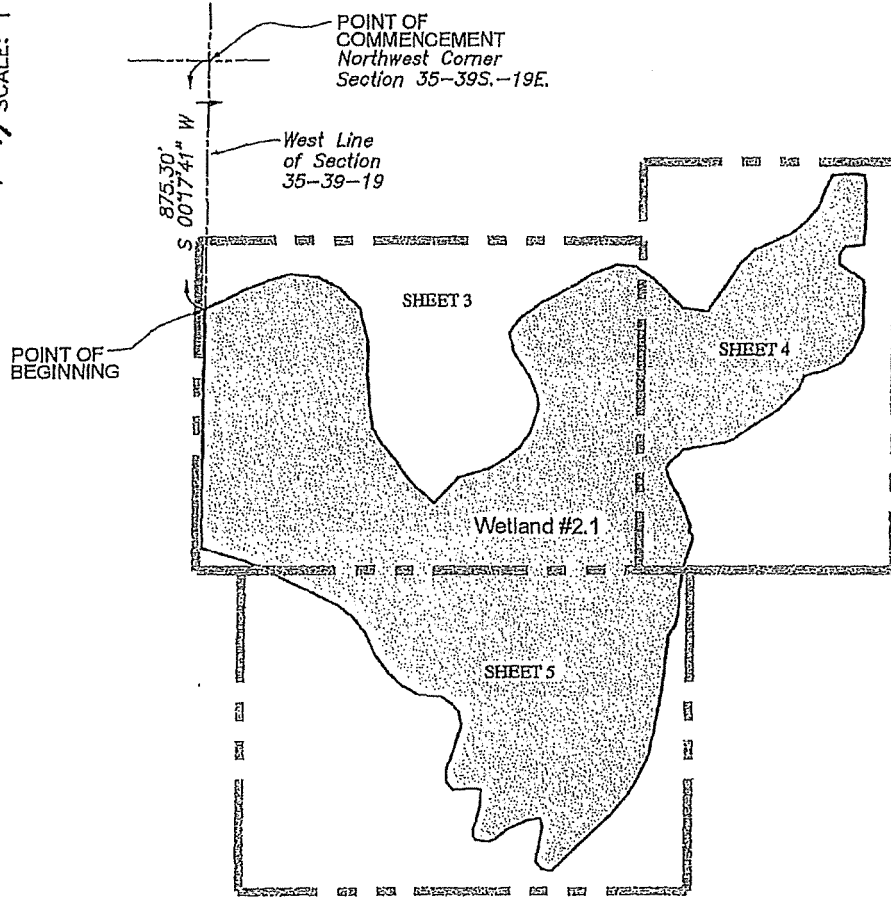 SCALE: 1
POINT OF
COMMENCEMENT
Northwest Corner
Section 35-39S.-19E.
West Line
of Section
35-39-19
875.30'
S 00°17'41" W
POINT OF
BEGINNING
SHEET 3
SHEET 4
Wetland #2.1
SHEET 5